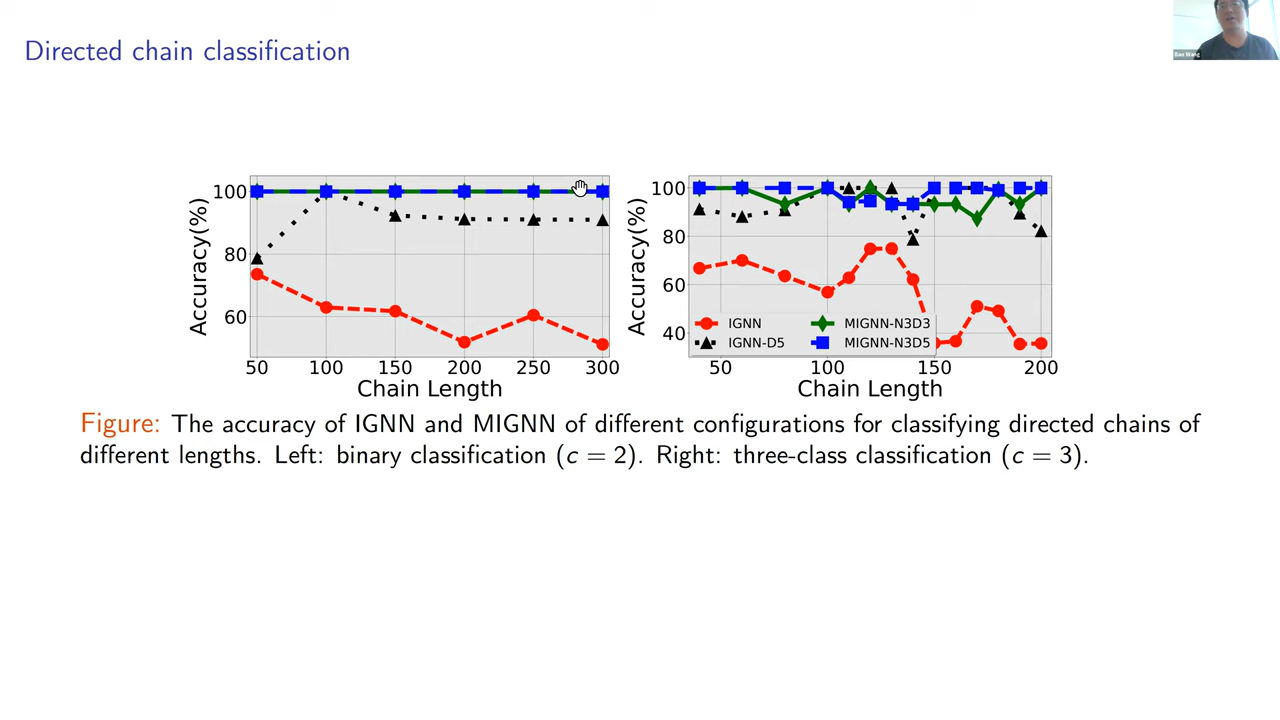 Directed chain classification
Bao Wang
100
80
60
Accuracy(%)
50 100 150 200 250 300
Chain Length
100
80
60
40
Accuracy(%)
IGNN
MIGNN-N3D3
IGNN-D5
MIGNN-N3D5
50 100 150 200
Chain Length
Figure: The accuracy of IGNN and MIGNN of different configurations for classifying directed chains of
different lengths. Left: binary classification (c = 2). Right: three-class classification (c = 3).